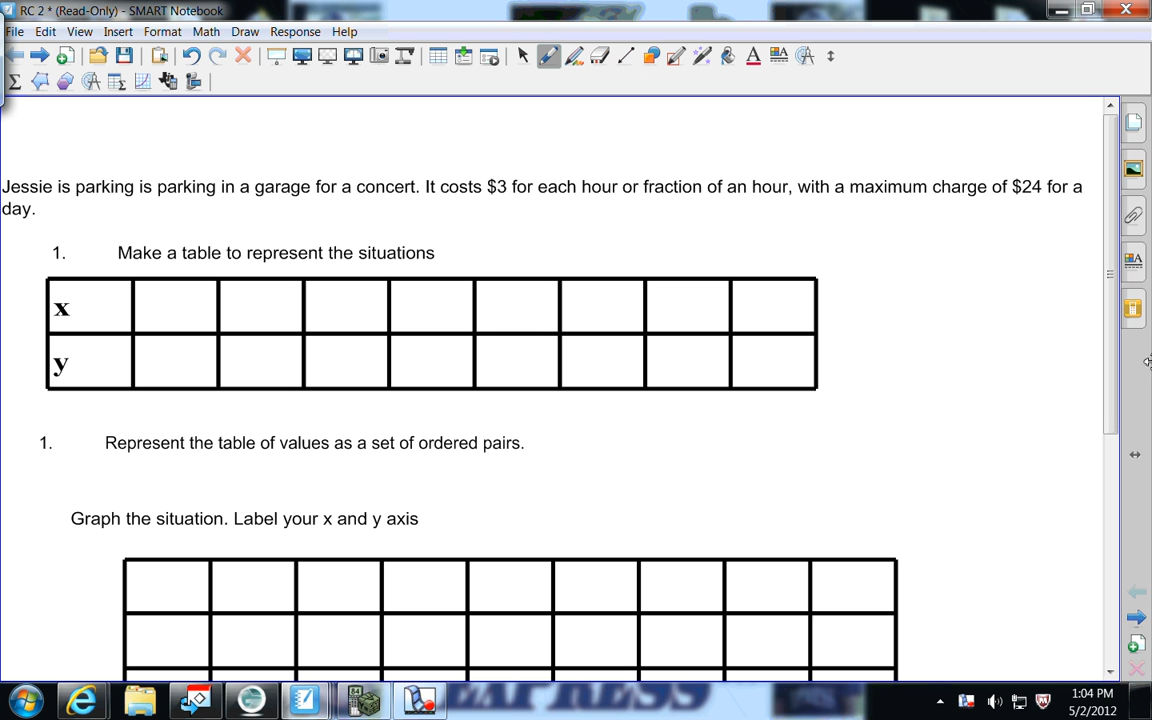 RC 2 * (Read-Only) - SMART Notebook
File Edit View Insert Format Math Draw Response Help
Jessie is parking is parking in a garage for a concert. It costs $3 for each hour or fraction of an hour, with a maximum charge of $24 for a
day.
1. Make a table to represent the situations
x
y
1. Represent the table of values as a set of ordered pairs.
Graph the situation. Label your x and y axis
EXPRESS
1:04 PM
5/2/2012